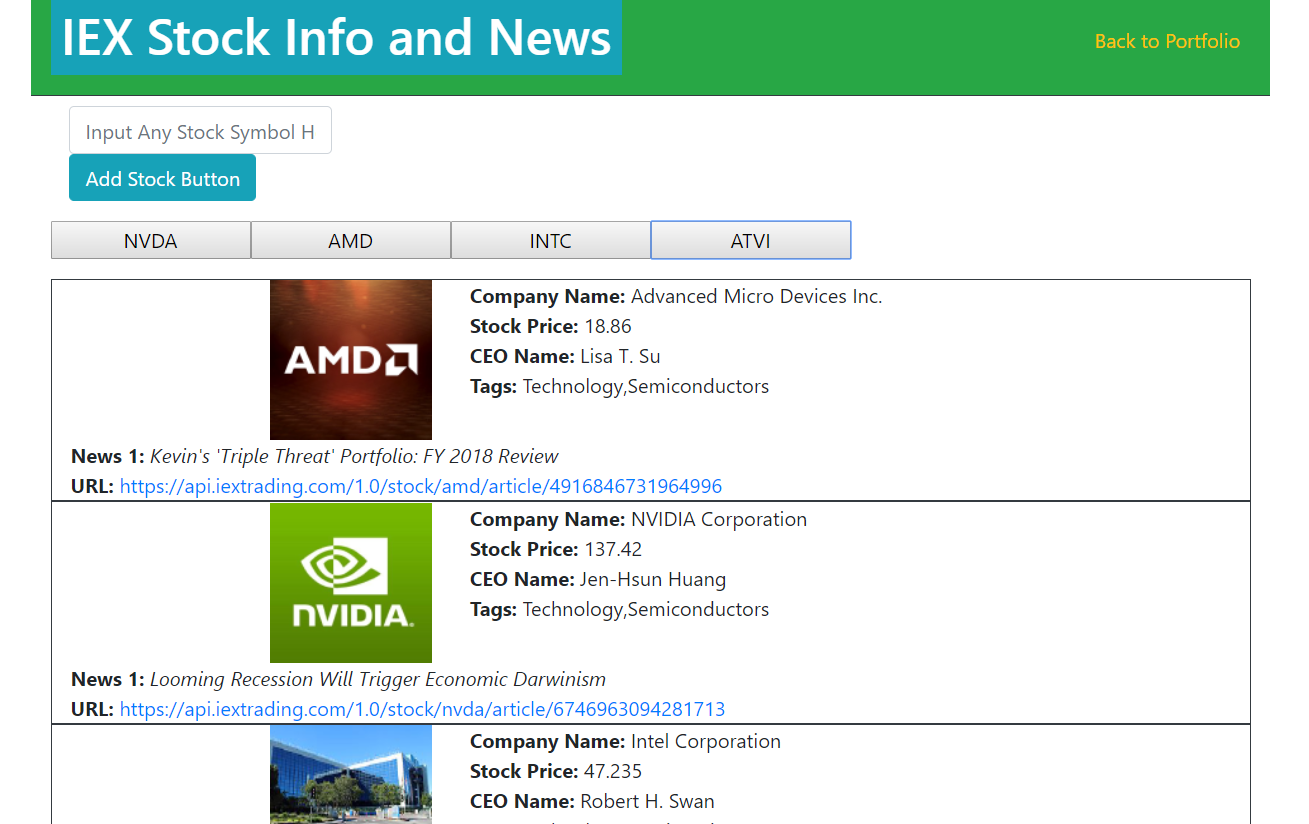 IEX Stock Info and News
Back to Portfolio
Input Any Stock Symbol H
Add Stock Button
NVDA AMD INTC ATVI
AMD
Company Name: Advanced Micro Devices Inc.
Stock Price: 18.86
CEO Name: Lisa T. Su
Tags: Technology,Semiconductors
News 1: Kevin's 'Triple Threat' Portfolio: FY 2018 Review
URL: https://api.iextrading.com/1.0/stock/amd/article/4916846731964996
NVIDIA.
Company Name: NVIDIA Corporation
Stock Price: 137.42
CEO Name: Jen-Hsun Huang
Tags: Technology,Semiconductors
News 1: Looming Recession Will Trigger Economic Darwinism
URL: https://api.iextrading.com/1.0/stock/nvda/article/6746963094281713
Company Name: Intel Corporation
Stock Price: 47.235
CEO Name: Robert H. Swan